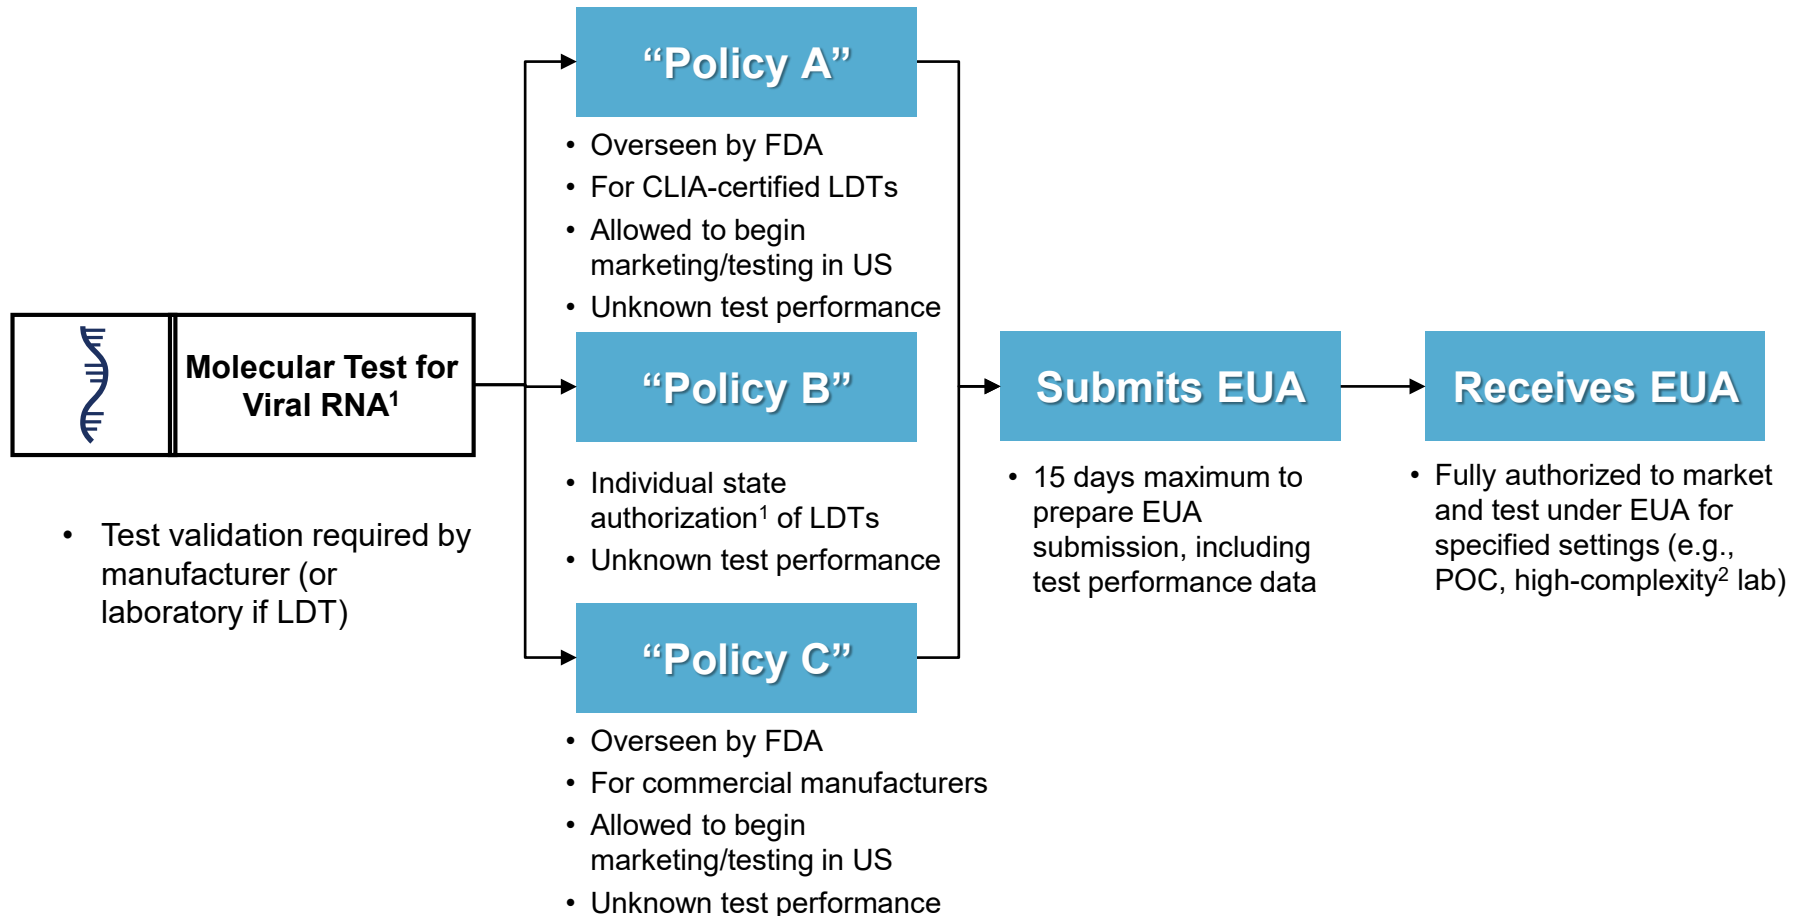 “Policy A”
• Overseen by FDA
• For CLIA-certified LDTs
• Allowed to begin
marketing/testing in US
• Unknown test performance
Molecular Test for
Viral RNA¹
• Test validation required by
manufacturer (or
laboratory if LDT)
“Policy B”
• Individual state
authorization¹ of LDTs
• Unknown test performance
“Policy C”
• Overseen by FDA
• For commercial manufacturers
• Allowed to begin
marketing/testing in US
• Unknown test performance
Submits EUA
• 15 days maximum to
prepare EUA
submission, including
test performance data
Receives EUA
• Fully authorized to market
and test under EUA for
specified settings (e.g.,
POC, high-complexity² lab)